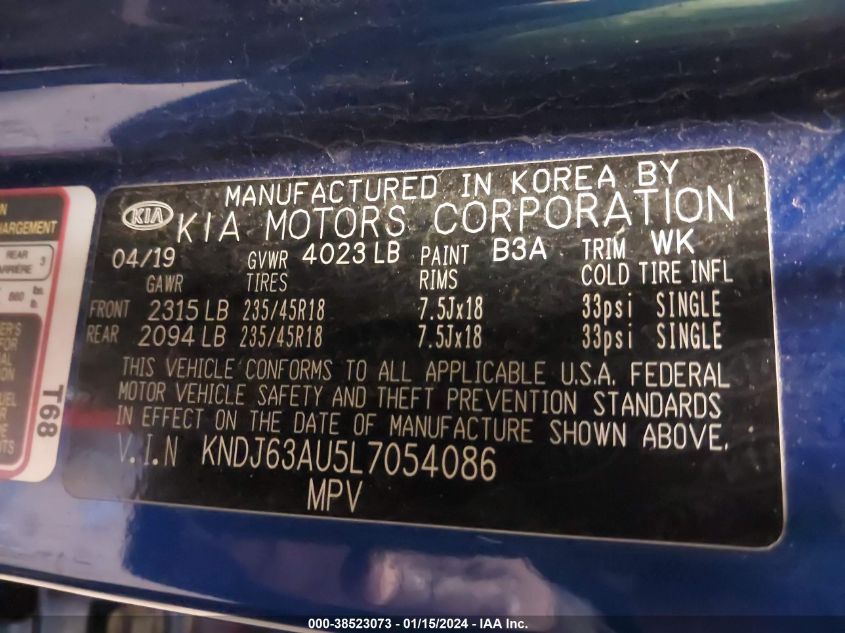 MANUFACTURED IN KOREA BY
KIA KIA MOTORS CORPORATION
04/19 GVWR 4023 LB PAINT B3A TRIM WK
GAWR TIRES RIMS COLD TIRE INFL
FRONT 2315 LB 235/45R18 7.5Jx18 33psi SINGLE
REAR 2094 LB 235/45R18 7.5Jx18 33psi SINGLE
THIS VEHICLE CONFORMS TO ALL APPLICABLE U.S.A. FEDERAL
MOTOR VEHICLE SAFETY AND THEFT PREVENTION STANDARDS
IN EFFECT ON THE DATE OF MANUFACTURE SHOWN ABOVE.
V.I.N KNDJ63AU5L7054086
MPV
REAR 3
T68
000-38523073 - 01/15/2024 - IAA Inc.